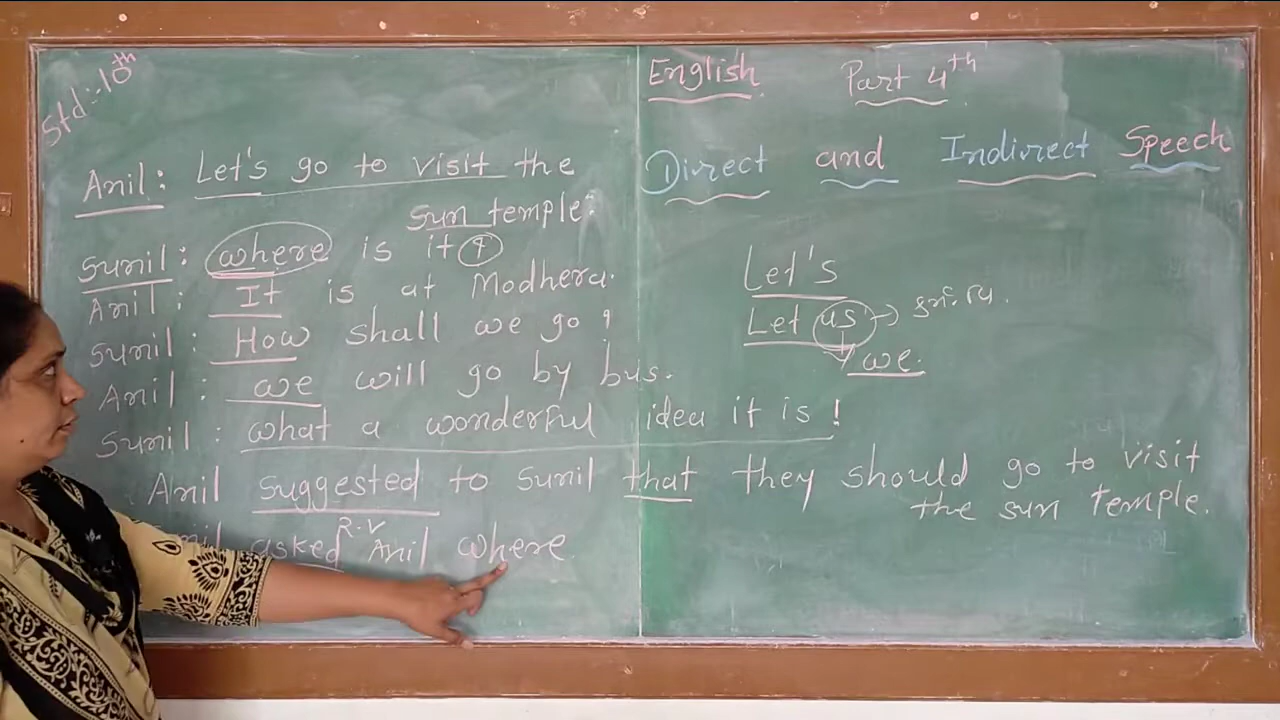 Std:-10th
English Part 4th
Direct and Indirect Speech
Anil: Let's go to visit the
sun temple.
Sunil: where is it?
Anil: It is at Modhera.
Sunil: How shall we go?
Anil: we will go by bus.
Sunil: what a wonderful idea it is!
Let's
Let us →
we.
Anil suggested to Sunil that they should go to visit
the sun temple.
R.V
asked Anil where